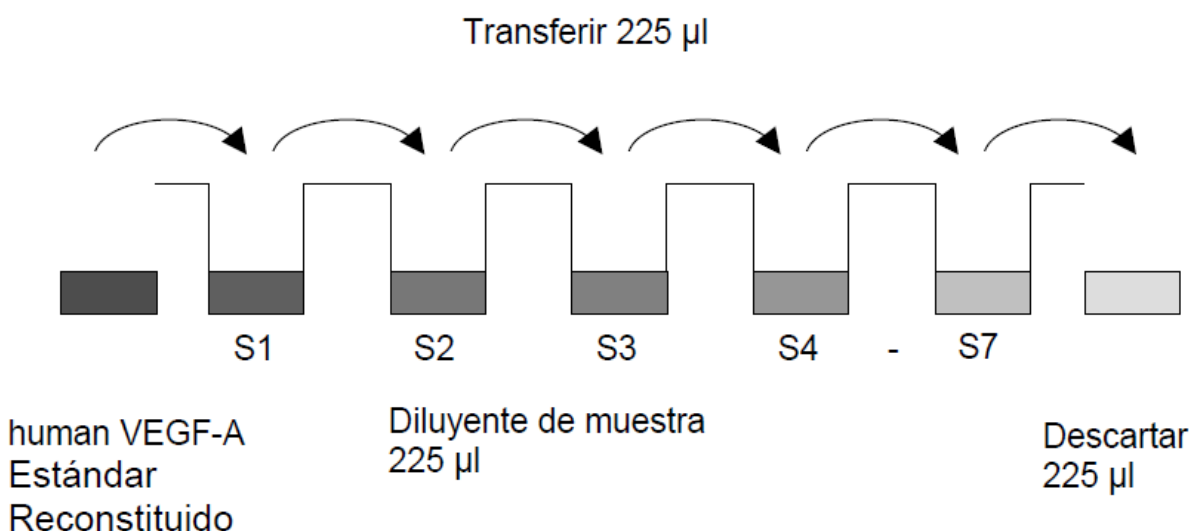 Transferir 225 µl
S1 S2 S3 S4 - S7
human VEGF-A
Estándar
Reconstituido
Diluyente de muestra
225 µl
Descartar
225 µl